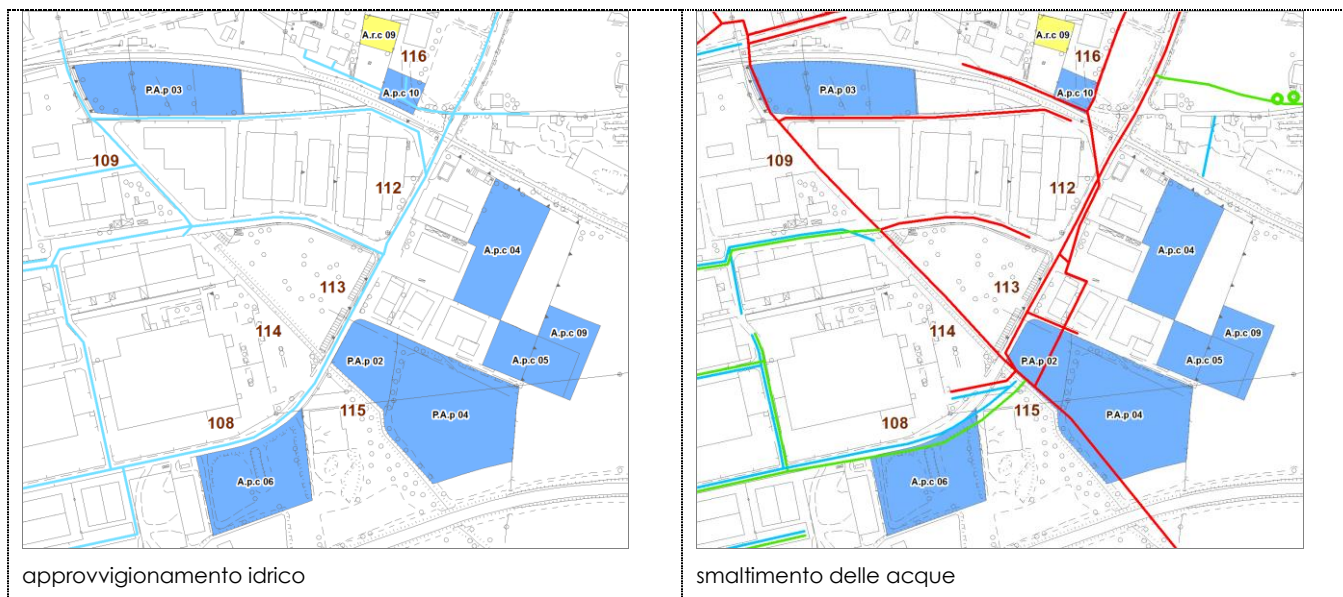 A.r.c 09
116
P.A.p 03
A.p.c 10
109
112
A.p.c 04
113
A.p.c 09
114
P.A.p 02
A.p.c 05
115
P.A.p 04
108
A.p.c 06
approvvigionamento idrico
A.r.c 09
116
P.A.p 03
A.p.c 10
109
112
A.p.c 04
113
A.p.c 09
114
P.A.p 02
A.p.c 05
115
P.A.p 04
108
A.p.c 06
smaltimento delle acque